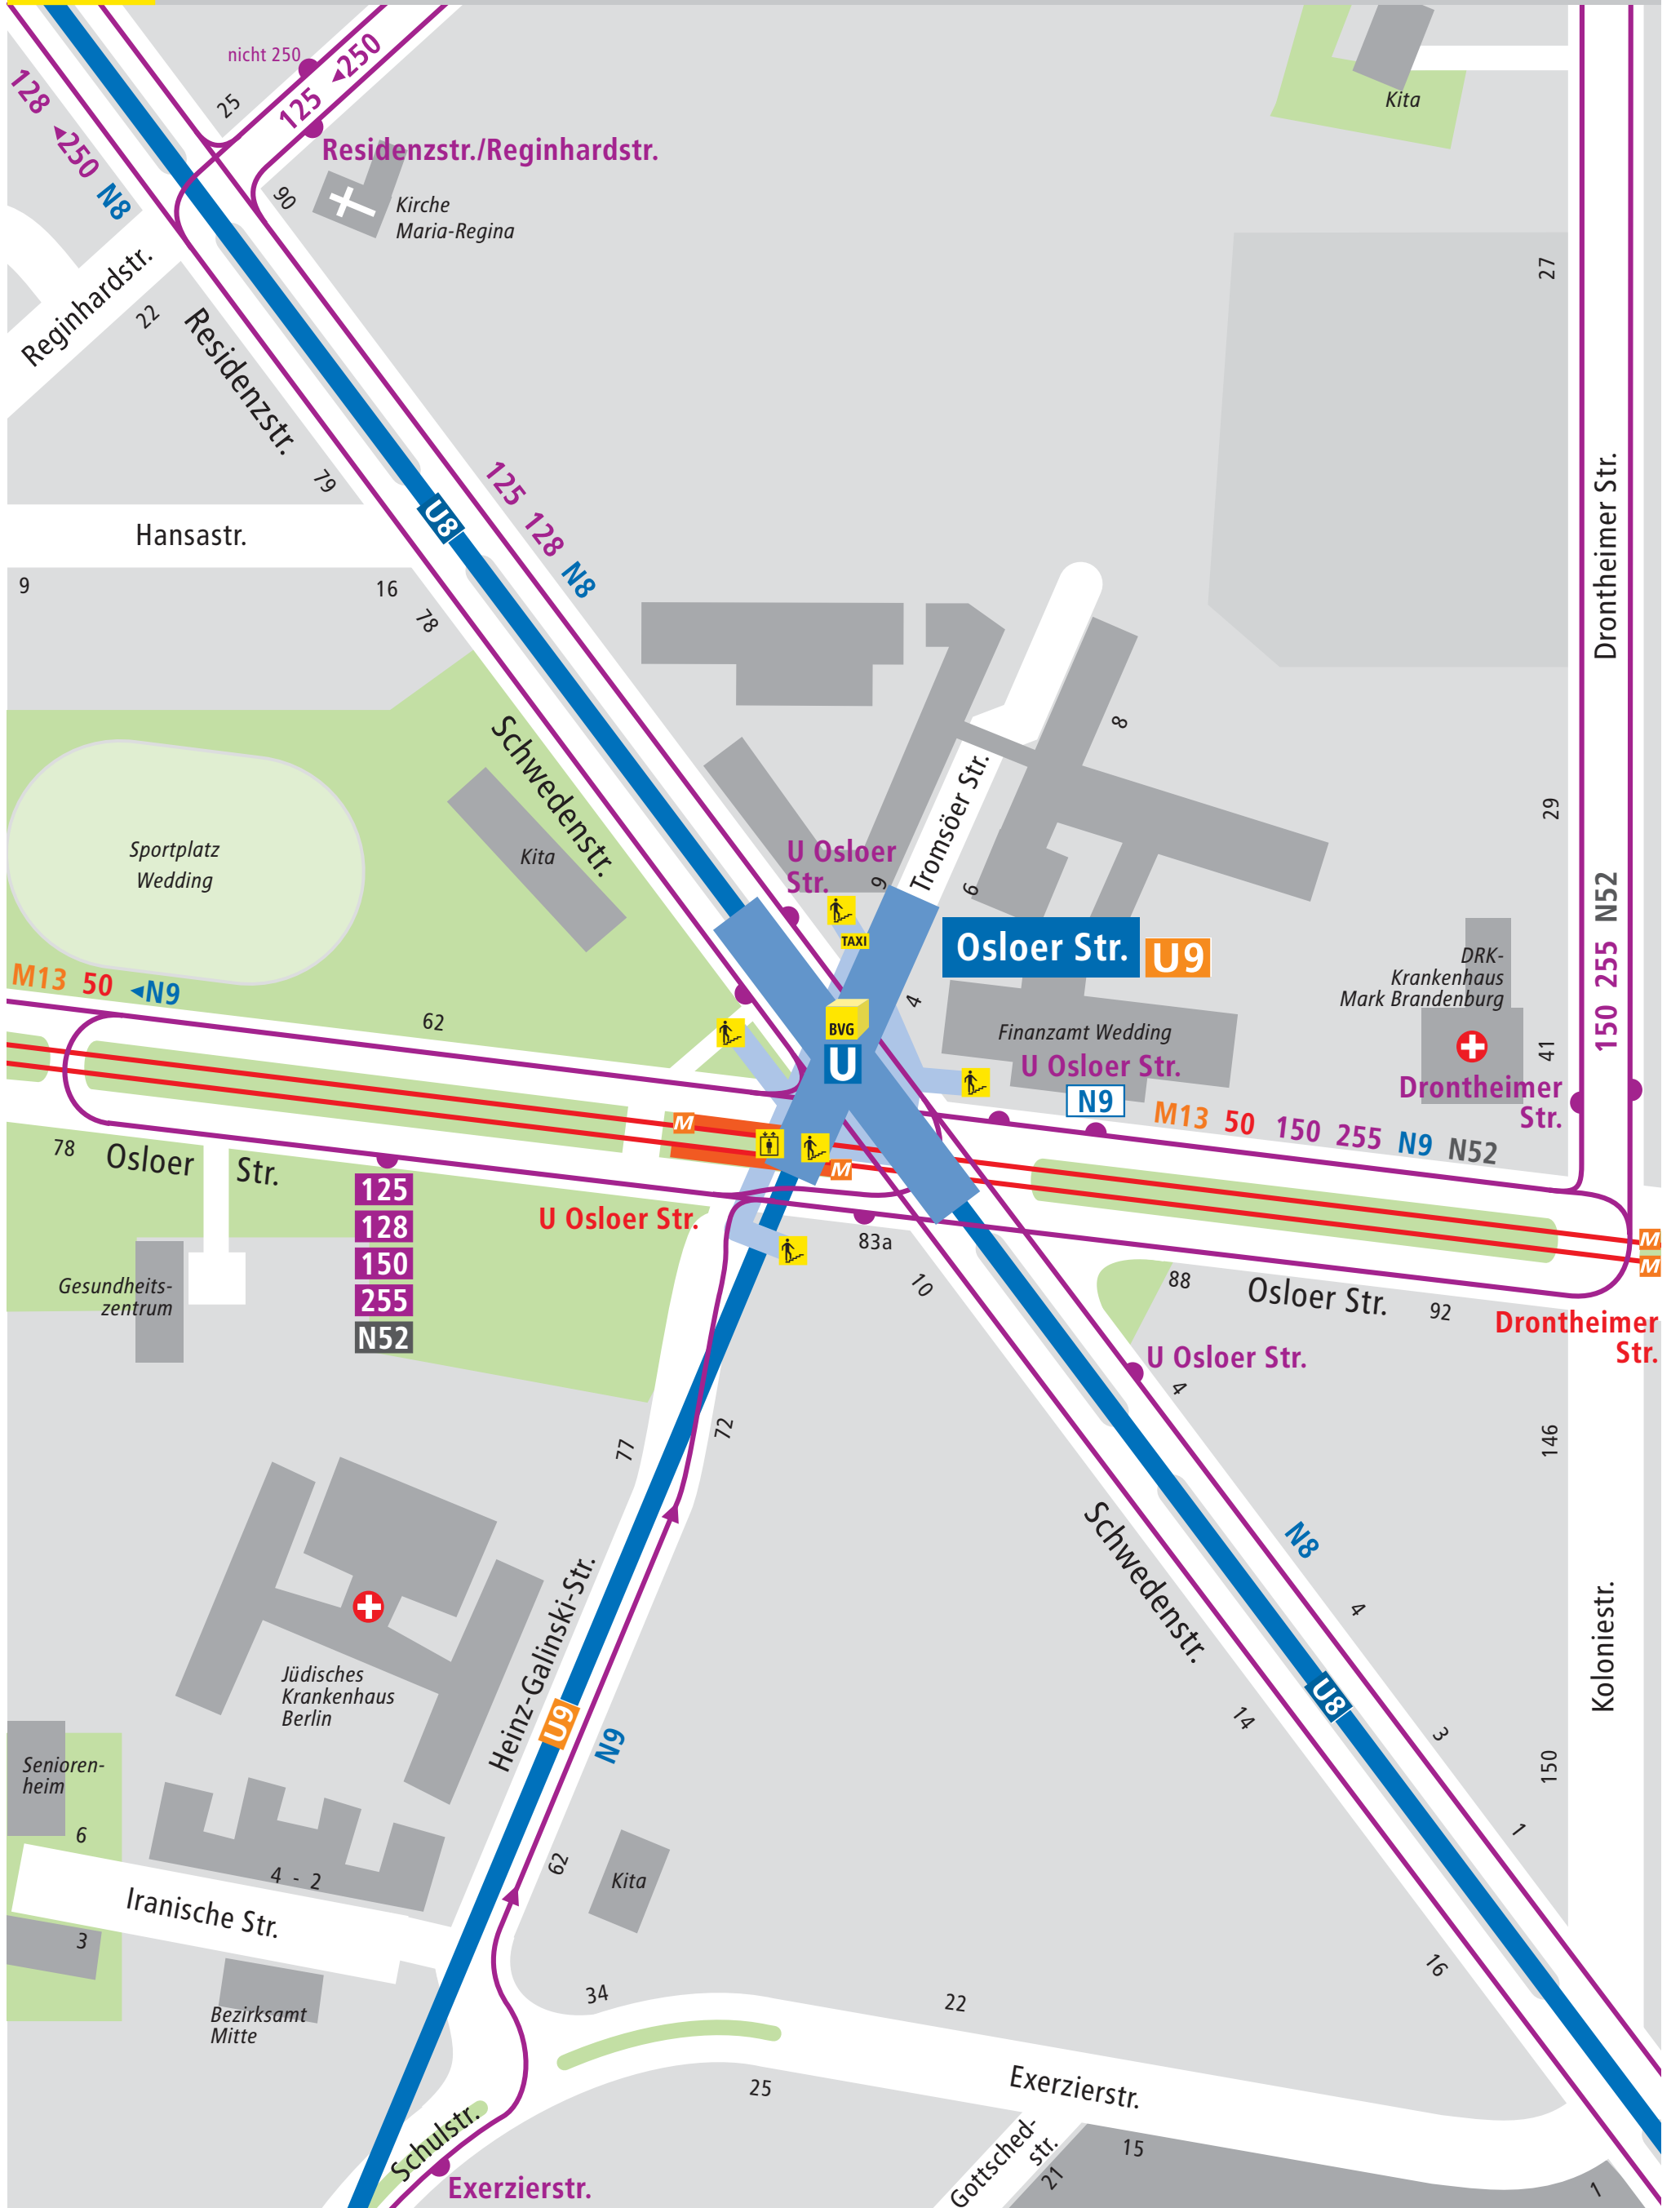 nicht 250
125 ◄250
25
128 ◄250 N8
Residenzstr./Reginhardstr.
90
Kirche
Maria-Regina
Kita
Reginhardstr.
22
Residenzstr.
79
27
Hansastr.
U8
125 128 N8
9
16
78
Drontheimer Str.
Schwedenstr.
8
Tromsöer Str.
29
Sportplatz
Wedding
Kita
U Osloer
Str.
9
6
TAXI
Osloer Str. U9
150 255 N52
DRK-
Krankenhaus
Mark Brandenburg
M13 50 ◄N9
62
BVG
U
4
Finanzamt Wedding
U Osloer Str.
N9
41
Drontheimer
Str.
M13 50 150 255 N9 N52
M
M
78
Osloer Str.
125
128
150
255
N52
U Osloer Str.
83a
10
88
Osloer Str.
92
M
M
Drontheimer
Str.
Gesundheits-
zentrum
U Osloer Str.
4
77
72
146
N8
Schwedenstr.
4
Heinz-Galinski-Str.
Jüdisches
Krankenhaus
Berlin
U9
N9
U8
14
3
Koloniestr.
150
Senioren-
heim
6
1
4 - 2
62
Kita
Iranische Str.
3
16
Bezirksamt
Mitte
34
22
25
Exerzierstr.
Schulstr.
Exerzierstr.
Gottsched-
str.
21
15
1